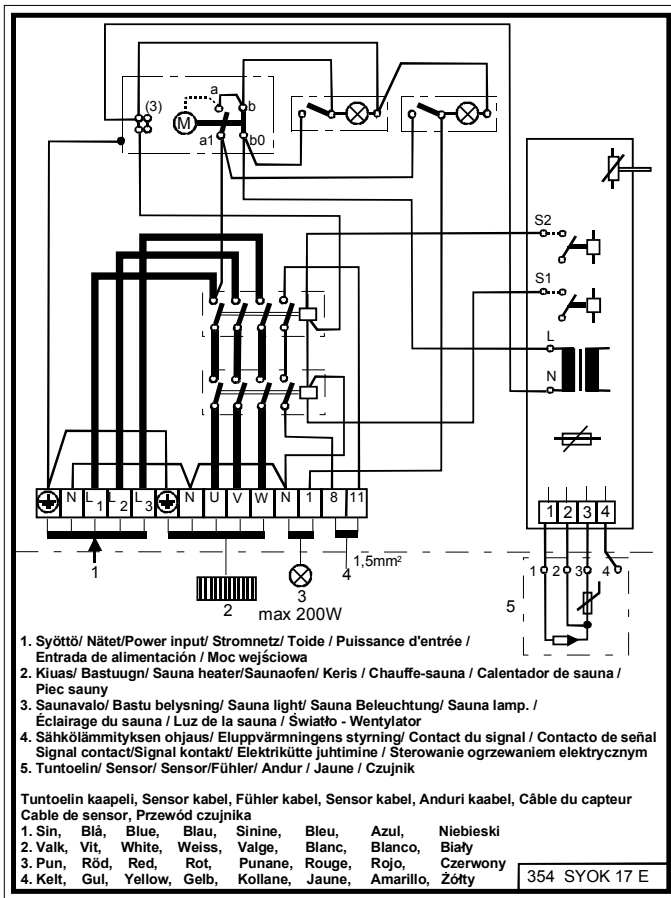 (3)
a
b
M
a1
b0
S2
S1
L
N
N L1 L2 L3 N U V W N 1 8 11
1 2 3 4
1 2 3 4
5
1
2
3
4
1,5mm²
max 200W
1. Syöttö/ Nätet/Power input/ Stromnetz/ Toide / Puissance d'entrée /
Entrada de alimentación / Moc wejściowa
2. Kiuas/ Bastuugn/ Sauna heater/Saunaofen/ Keris / Chauffe-sauna / Calentador de sauna /
Piec sauny
3. Saunavalo/ Bastu belysning/ Sauna light/ Sauna Beleuchtung/ Sauna lamp. /
Éclairage du sauna / Luz de la sauna / Światło - Wentylator
4. Sähkölämmityksen ohjaus/ Eluppvärmningens styrning/ Contact du signal / Contacto de señal
Signal contact/Signal kontakt/ Elektrikütte juhtimine / Sterowanie ogrzewaniem elektrycznym
5. Tuntoelin/ Sensor/ Sensor/Fühler/ Andur / Jaune / Czujnik
Tuntoelin kaapeli, Sensor kabel, Fühler kabel, Sensor kabel, Anduri kaabel, Câble du capteur
Cable de sensor, Przewód czujnika
1. Sin, Blå, Blue, Blau, Sinine, Bleu, Azul, Niebieski
2. Valk, Vit, White, Weiss, Valge, Blanc, Blanco, Biały
3. Pun, Röd, Red, Rot, Punane, Rouge, Rojo, Czerwony
4. Kelt, Gul, Yellow, Gelb, Kollane, Jaune, Amarillo, Żółty
354 SYOK 17 E